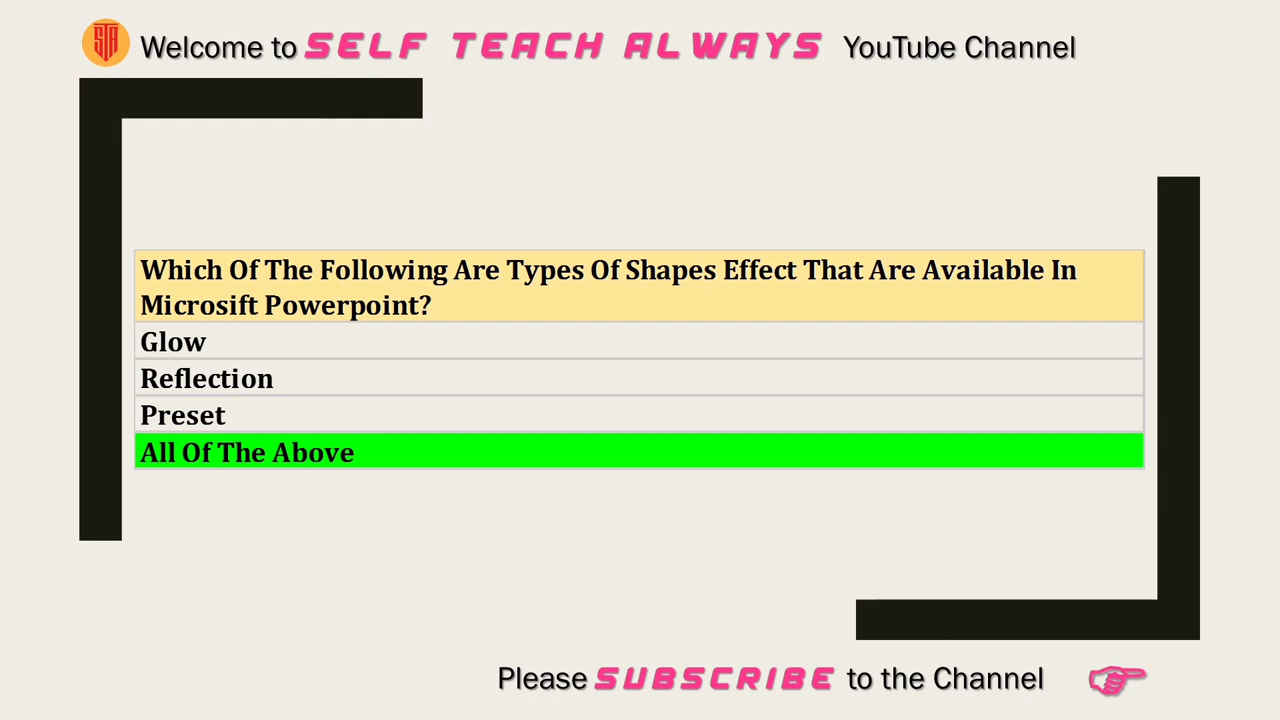 Welcome to SELF TEACH ALWAYS YouTube Channel
Which Of The Following Are Types Of Shapes Effect That Are Available In
Microsift Powerpoint?
Glow
Reflection
Preset
All Of The Above
Please SUBSCRIBE to the Channel